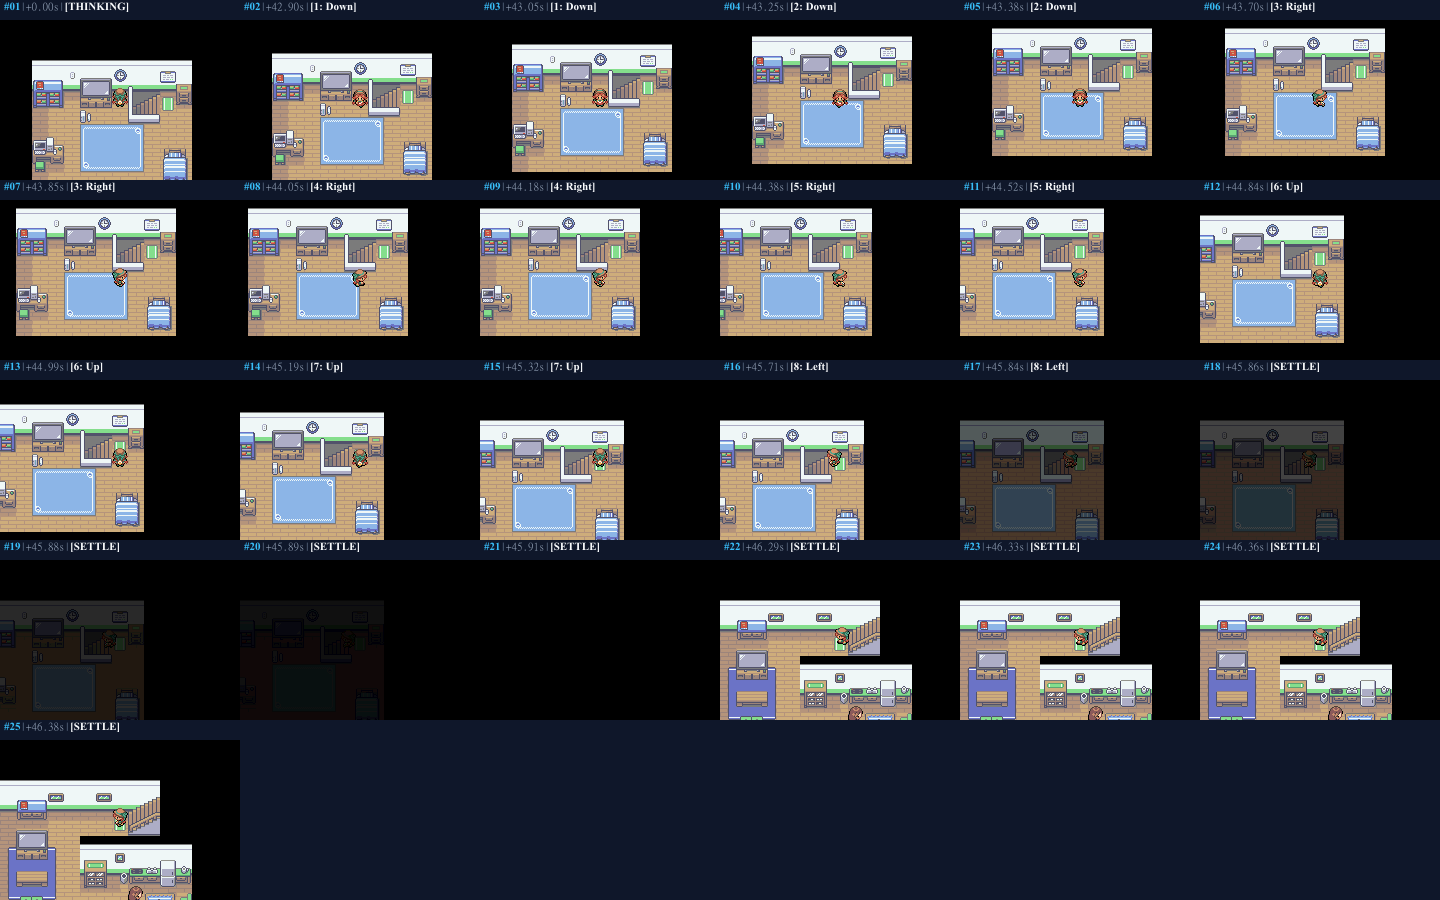 #01 | +0.00s | [THINKING]
#02 | +42.90s | [1: Down]
#03 | +43.05s | [1: Down]
#04 | +43.25s | [2: Down]
#05 | +43.38s | [2: Down]
#06 | +43.70s | [3: Right]
#07 | +43.85s | [3: Right]
#08 | +44.05s | [4: Right]
#09 | +44.18s | [4: Right]
#10 | +44.38s | [5: Right]
#11 | +44.52s | [5: Right]
#12 | +44.84s | [6: Up]
#13 | +44.99s | [6: Up]
#14 | +45.19s | [7: Up]
#15 | +45.32s | [7: Up]
#16 | +45.71s | [8: Left]
#17 | +45.84s | [8: Left]
#18 | +45.86s | [SETTLE]
#19 | +45.88s | [SETTLE]
#20 | +45.89s | [SETTLE]
#21 | +45.91s | [SETTLE]
#22 | +46.29s | [SETTLE]
#23 | +46.33s | [SETTLE]
#24 | +46.36s | [SETTLE]
#25 | +46.38s | [SETTLE]